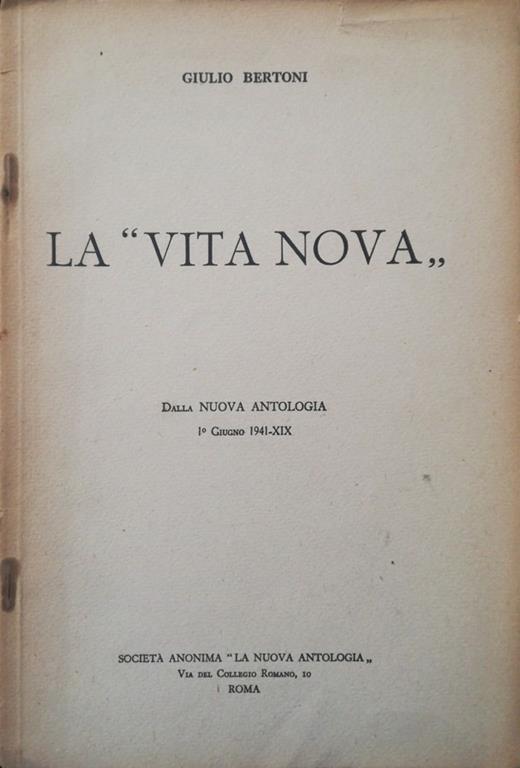 GIULIO BERTONI
LA “VITA NOVA„
DALLA NUOVA ANTOLOGIA
1º GIUGNO 1941-XIX
SOCIETÀ ANONIMA “LA NUOVA ANTOLOGIA„
VIA DEL COLLEGIO ROMANO, 10
ROMA